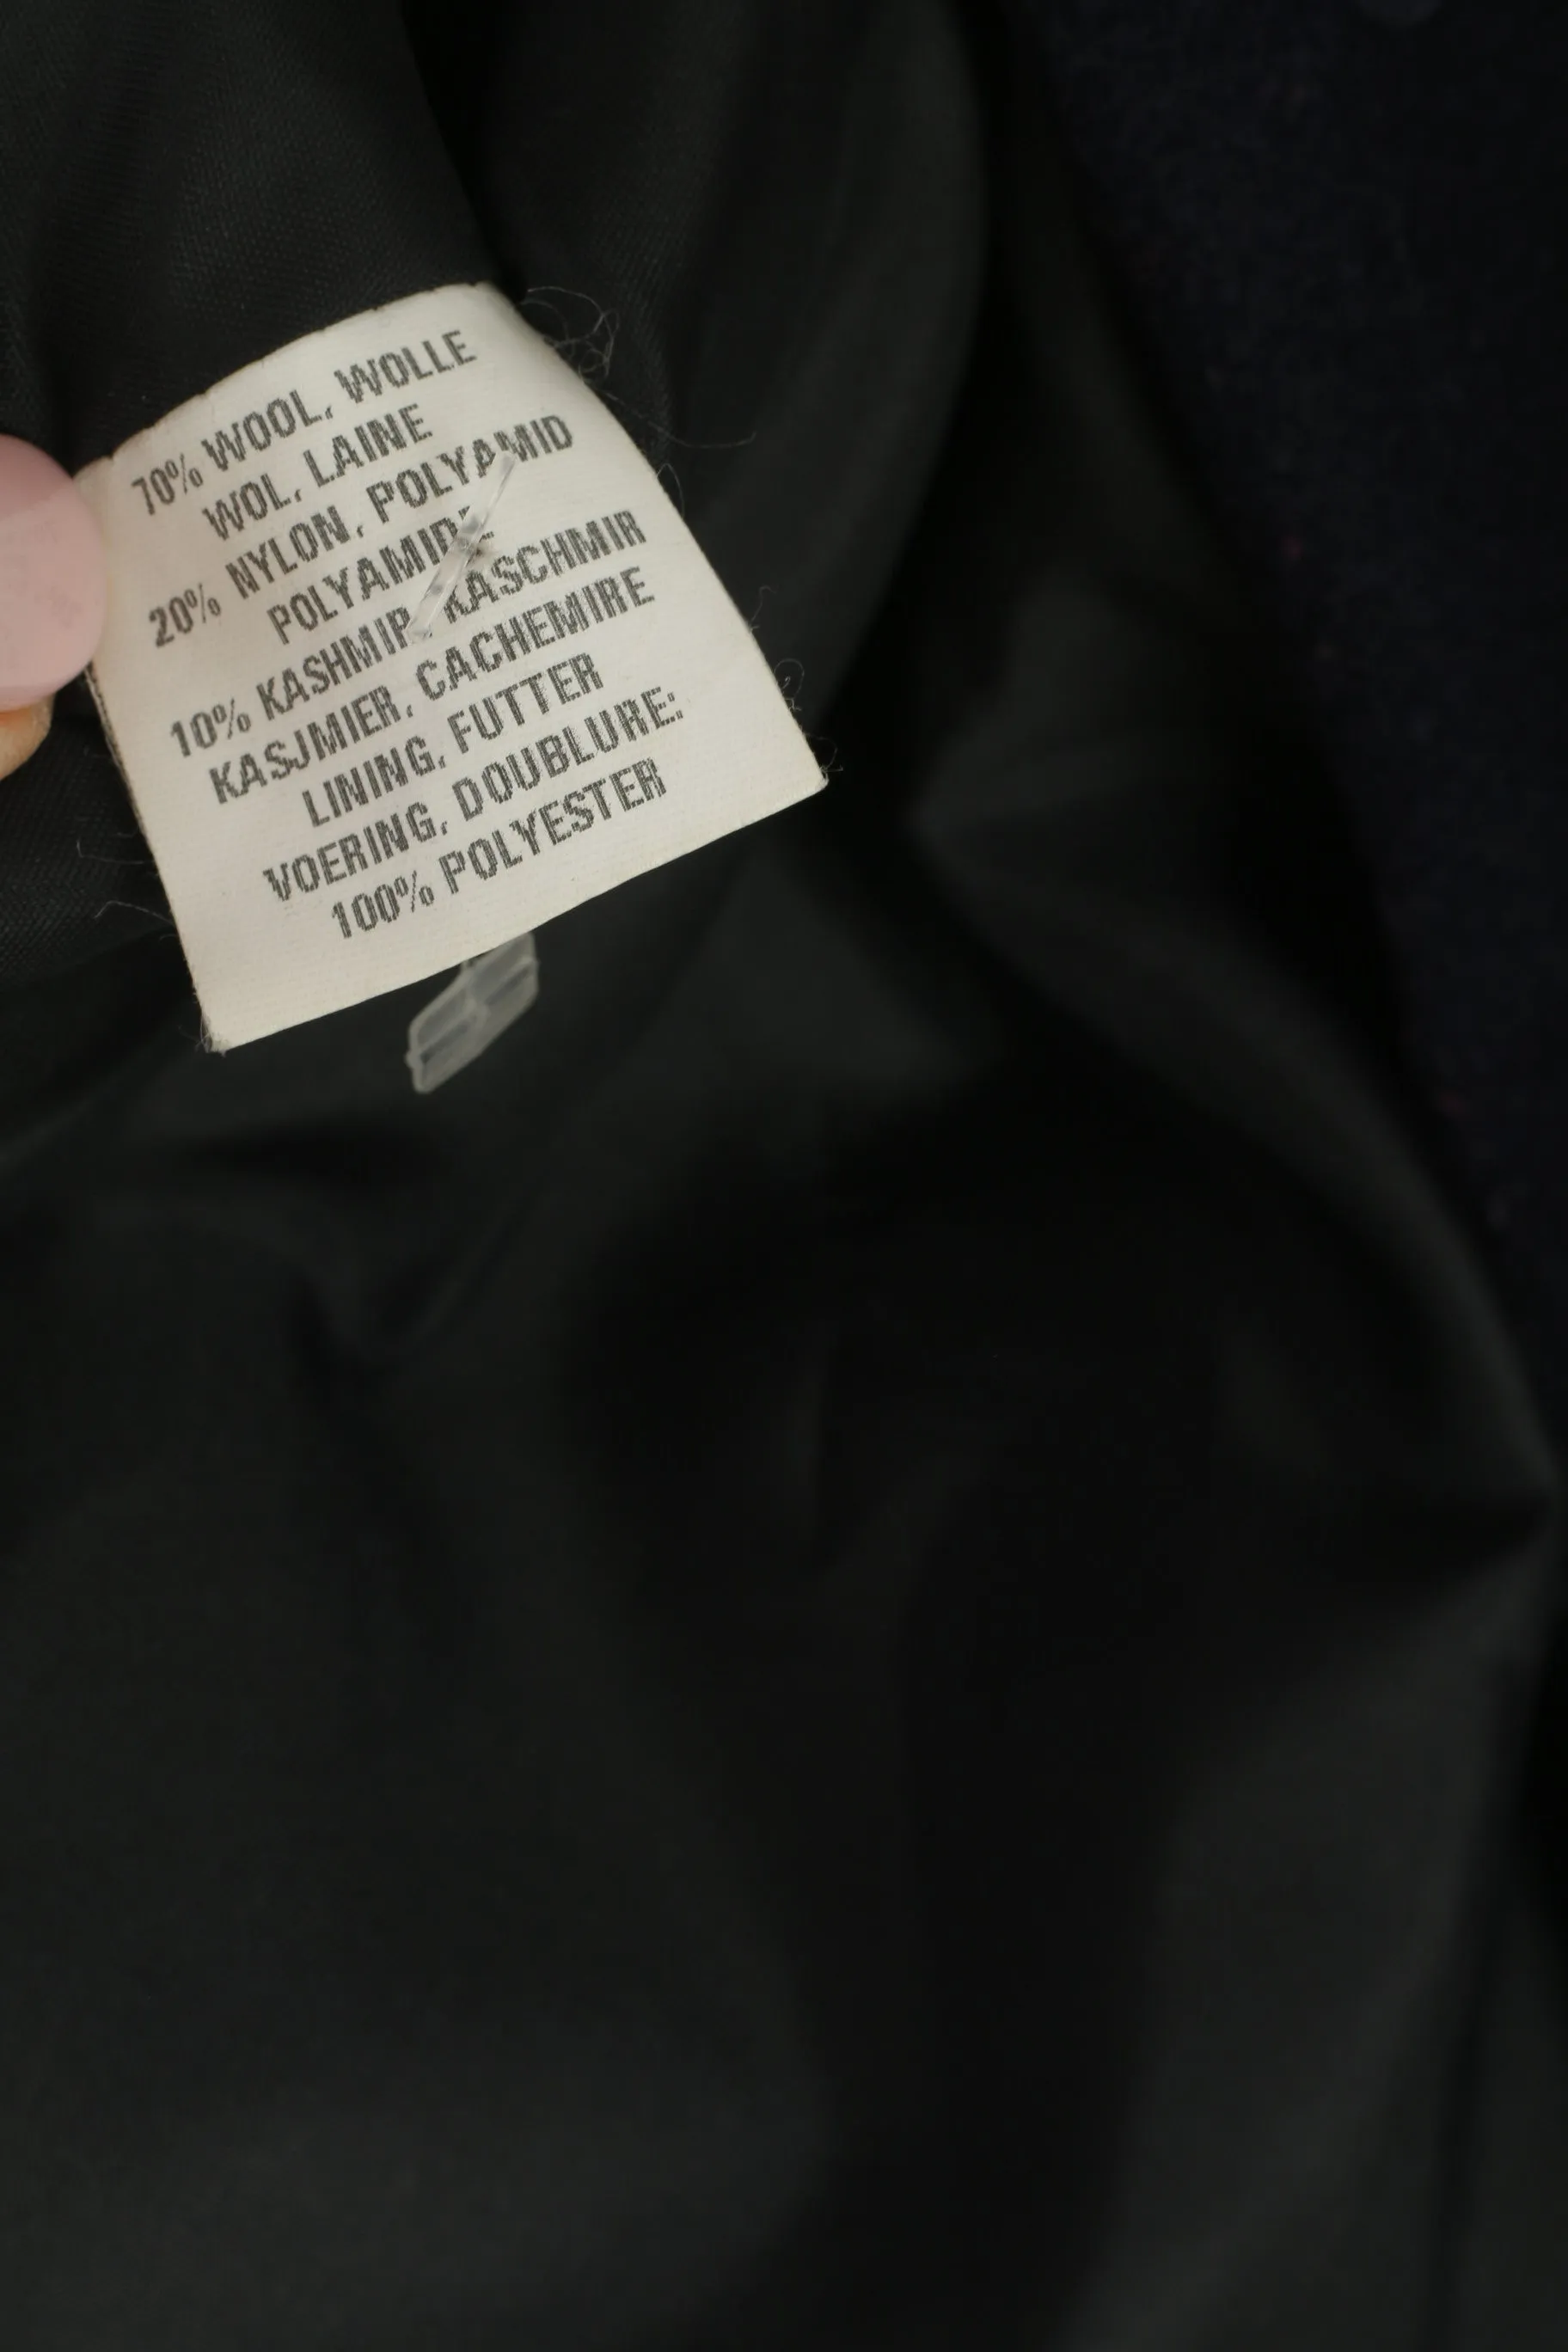 70% WOOL, WOLLE
WOL, LAINE
20% NYLON, POLYAMID
POLYAMIDE
10% KASHMIR, KASCHMIR
KASJMIER, CACHEMIRE
LINING, FUTTER
VOERING, DOUBLURE:
100% POLYESTER